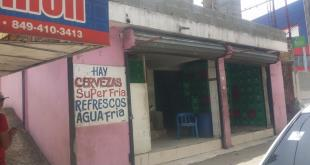 849-410-3413
HAY
CERVEZAS
SuPer Fria
REFRESCOS
AGUA Fria